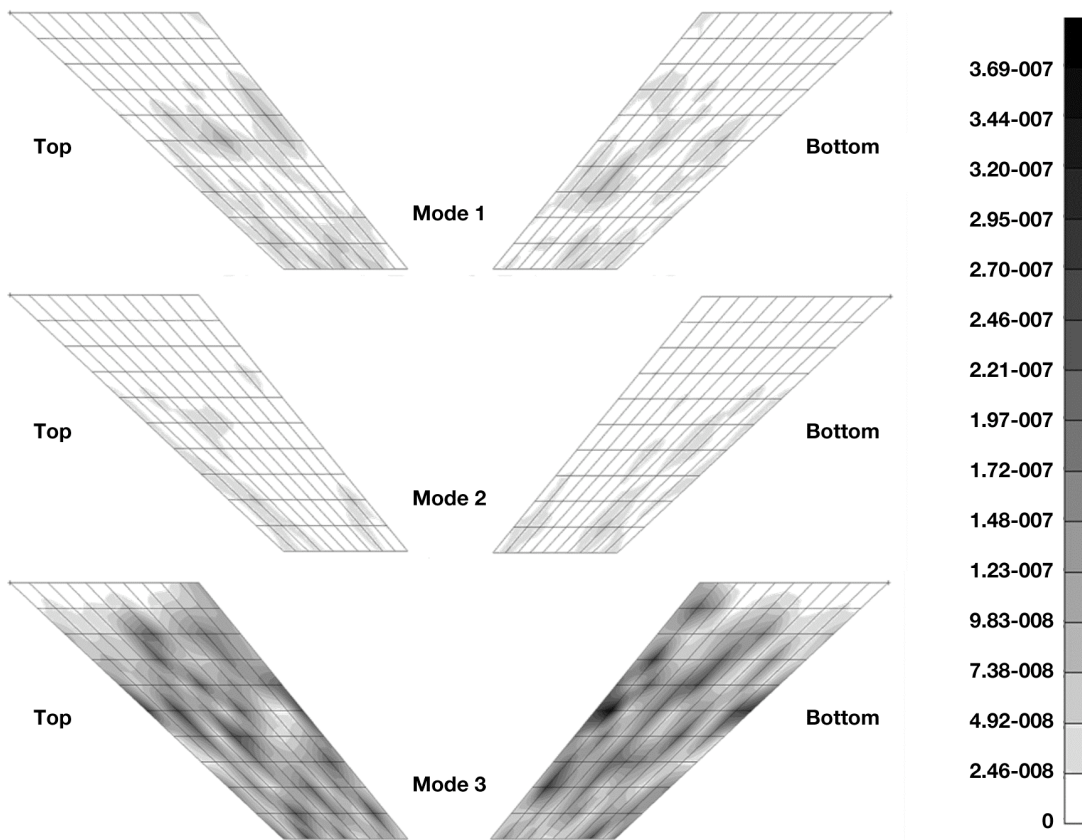 Top
Mode 1
Bottom
Top
Mode 2
Bottom
Top
Mode 3
Bottom
3.69-007
3.44-007
3.20-007
2.95-007
2.70-007
2.46-007
2.21-007
1.97-007
1.72-007
1.48-007
1.23-007
9.83-008
7.38-008
4.92-008
2.46-008
0